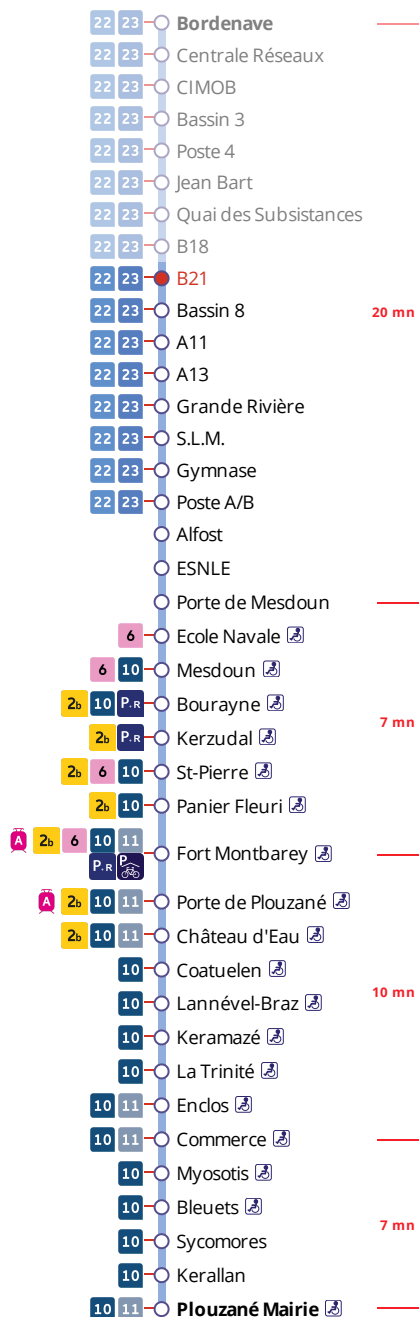 22 23 Bordenave
22 23 Centrale Réseaux
22 23 CIMOB
22 23 Bassin 3
22 23 Poste 4
22 23 Jean Bart
22 23 Quai des Subsistances
22 23 B18
22 23 B21
22 23 Bassin 8 20 mn
22 23 A11
22 23 A13
22 23 Grande Rivière
22 23 S.L.M.
22 23 Gymnase
22 23 Poste A/B
Alfost
ESNLE
Porte de Mesdoun
6 Ecole Navale
6 10 Mesdoun
2b 10 P.R Bourayne 7 mn
2b P.R Kerzudal
2b 6 10 St-Pierre
2b 10 Panier Fleuri
A 2b 6 10 11 Fort Montbarey
P.R P
A 2b 10 11 Porte de Plouzané
2b 10 11 Château d'Eau
10 Coatuelen
10 Lannével-Braz 10 mn
10 Keramazé
10 La Trinité
10 11 Enclos
10 11 Commerce
10 Myosotis
10 Bleuets 7 mn
10 Sycomores
10 Kerallan
10 11 Plouzané Mairie